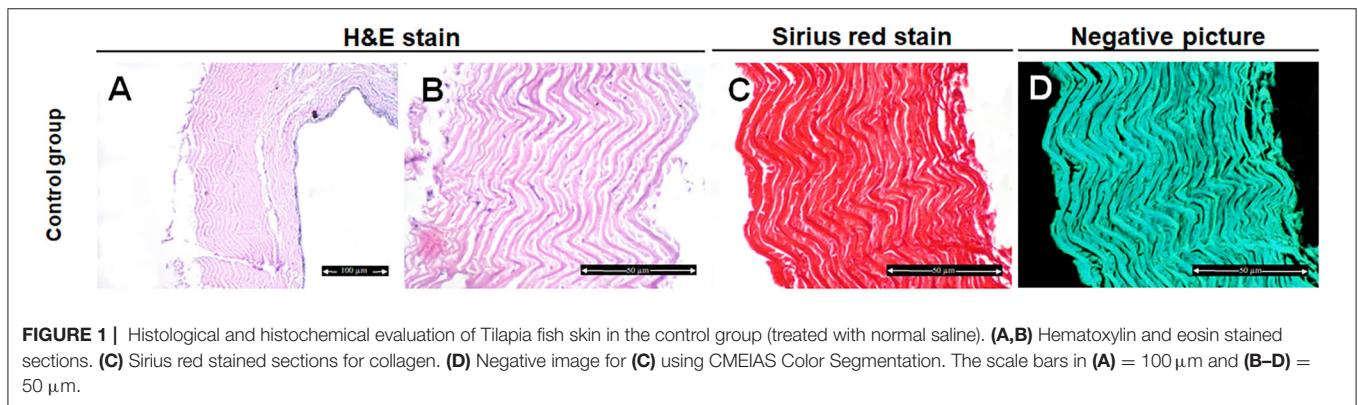 H&E stain
Sirius red stain
Negative picture
Control group
A
B
C
D
100 µm
50 µm
50 µm
50 µm
FIGURE 1 | Histological and histochemical evaluation of Tilapia fish skin in the control group (treated with normal saline). (A,B) Hematoxylin and eosin stained
sections. (C) Sirius red stained sections for collagen. (D) Negative image for (C) using CMEIAS Color Segmentation. The scale bars in (A) = 100 µm and (B–D) =
50 µm.